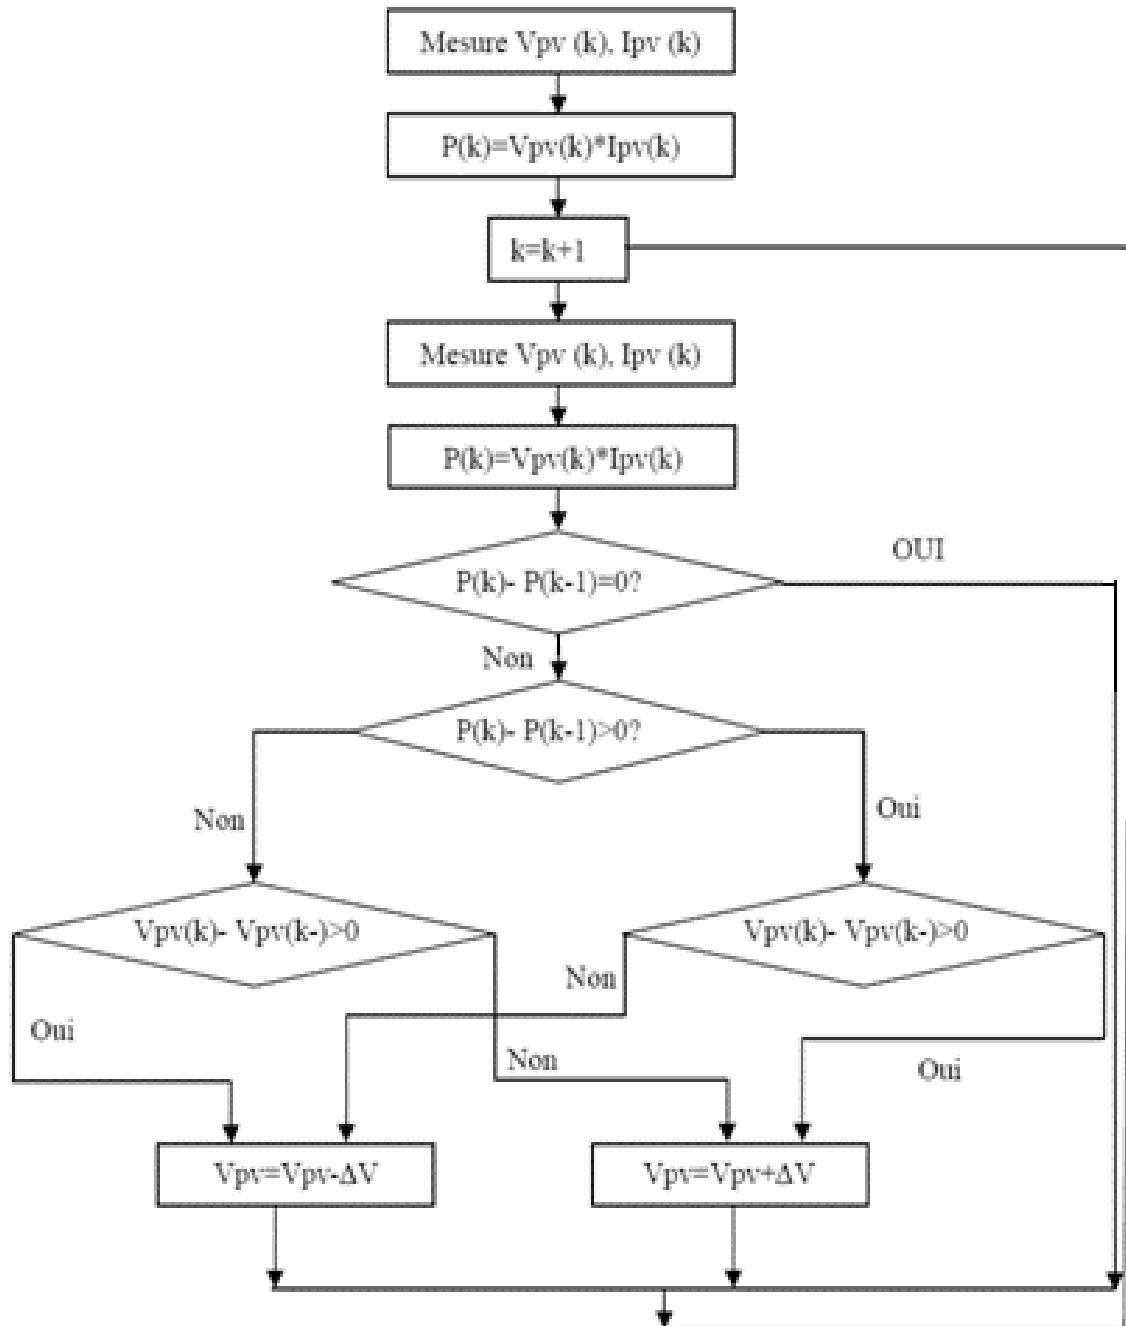 Mesure Vpv (k), Ipv (k)
P(k)=Vpv(k)*Ipv(k)
k=k+1
Mesure Vpv (k), Ipv (k)
P(k)=Vpv(k)*Ipv(k)
P(k)- P(k-1)=0?
OUI
Non
P(k)- P(k-1)>0?
Non
Oui
Vpv(k)- Vpv(k-)>0
Vpv(k)- Vpv(k-)>0
Non
Oui
Non
Oui
Vpv=Vpv-ΔV
Vpv=Vpv+ΔV